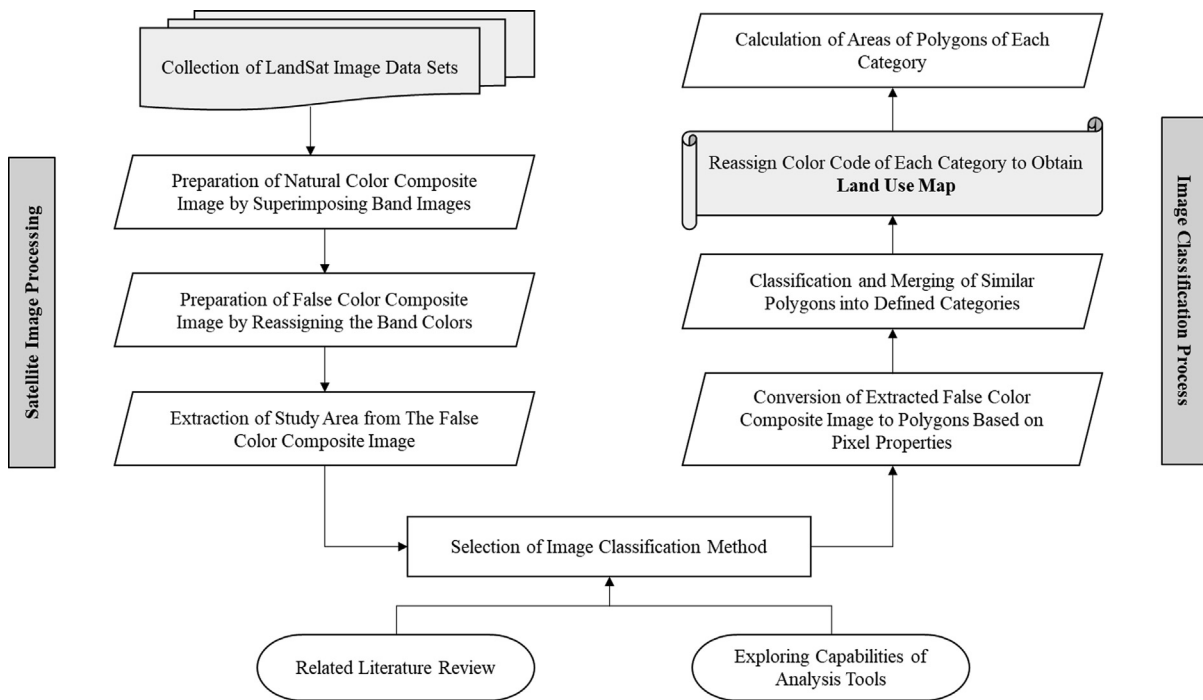 Satellite Image Processing
Collection of LandSat Image Data Sets
Preparation of Natural Color Composite
Image by Superimposing Band Images
Preparation of False Color Composite
Image by Reassigning the Band Colors
Extraction of Study Area from The False
Color Composite Image
Selection of Image Classification Method
Related Literature Review
Exploring Capabilities of
Analysis Tools
Conversion of Extracted False Color
Composite Image to Polygons Based on
Pixel Properties
Classification and Merging of Similar
Polygons into Defined Categories
Reassign Color Code of Each Category to Obtain
Land Use Map
Calculation of Areas of Polygons of Each
Category
Image Classification Process